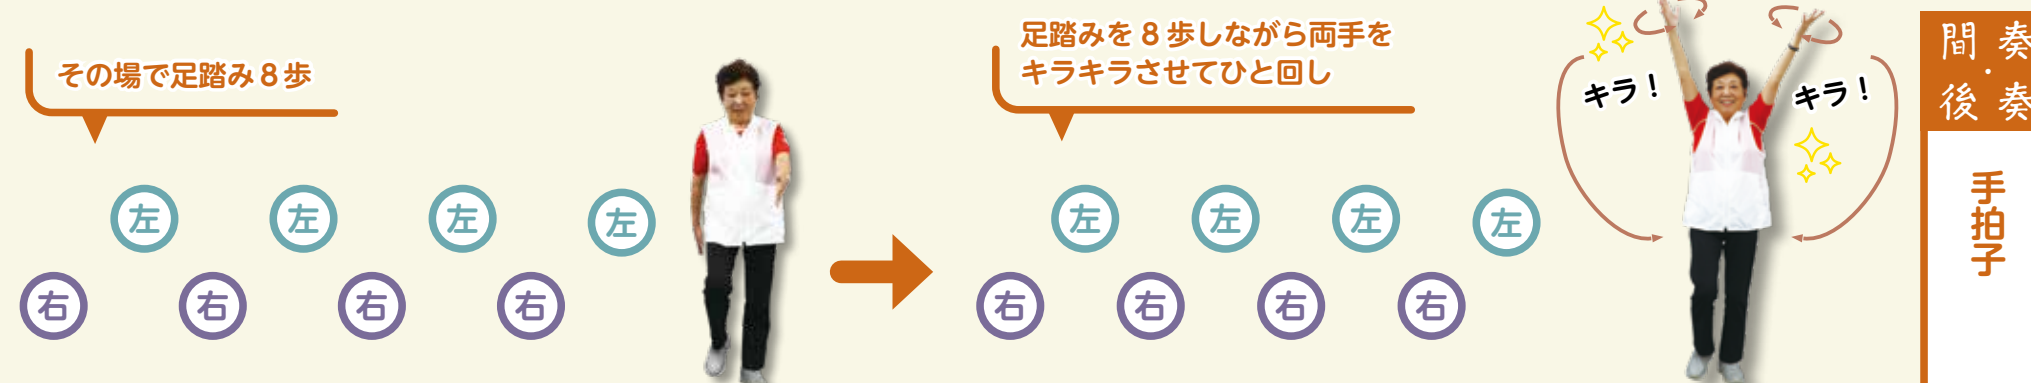 その場で足踏み8歩
左 左 左 左
右 右 右 右
足踏みを8歩しながら両手を
キラキラさせてひと回し
左 左 左 左
右 右 右 右
キラ!
キラ!
間奏・後奏
手拍子